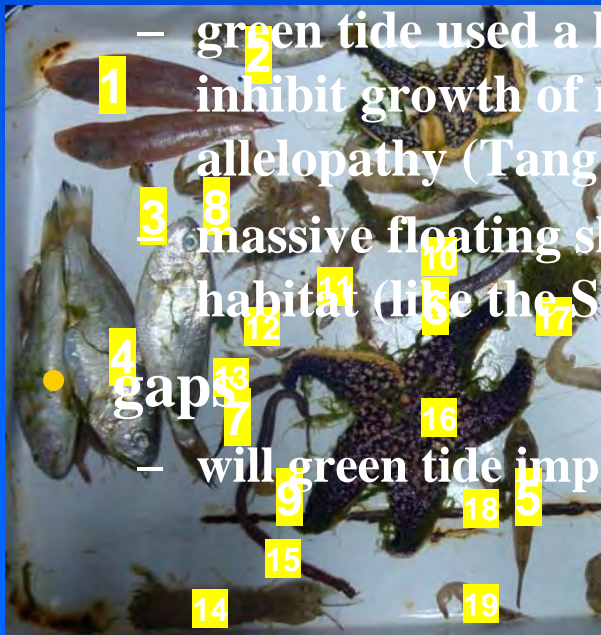 – green tide used a
2
1
inhibit growth of
allelopathy (Tang
3 8
– massive floating
10
habitat (like the S
11 6 17
12
4 13
• gaps
7 16
– will green tide imp
9 18 5
15
14 19